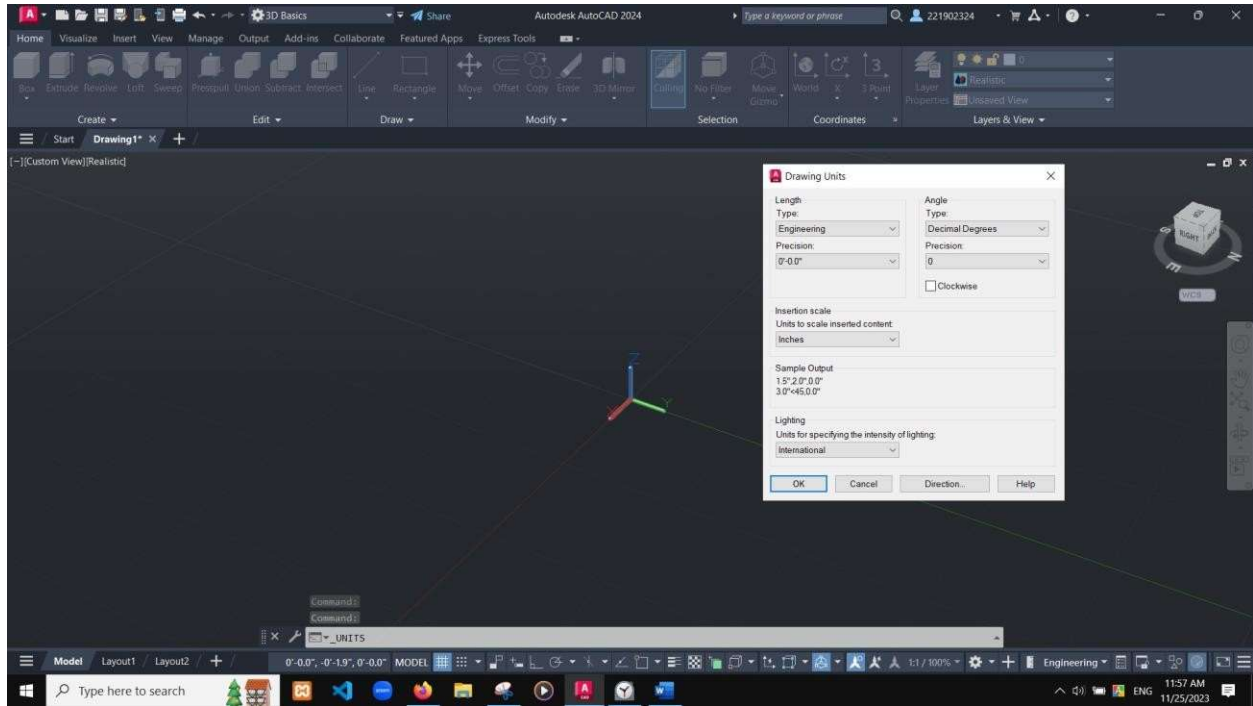 3D Basics
Share
Autodesk AutoCAD 2024
Type a keyword or phrase
221902324
Home Visualize Insert View Manage Output Add-ins Collaborate Featured Apps Express Tools
Box Extrude Revolve Loft Sweep Presspull Union Subtract Intersect Line Rectangle Move Offset Copy Erase 3D Mirror Culling No Filter Move Gizmo World X 3 Point Layer Properties
0
Realistic
Unsaved View
Create Edit Draw Modify Selection Coordinates Layers & View
Start Drawing1* +
[-][Custom View][Realistic]
Drawing Units
Length
Type:
Engineering
Precision:
0'-0.0"
Angle
Type:
Decimal Degrees
Precision:
0
Clockwise
Insertion scale
Units to scale inserted content:
Inches
Sample Output
1.5",2.0",0.0"
3.0"<45,0.0"
Lighting
Units for specifying the intensity of lighting:
International
OK Cancel Direction... Help
RIGHT
S
E
N
WCS
Z
X
Y
Command:
Command:
_UNITS
Model Layout1 Layout2 +
0'-0.0", -0'-1.9", 0'-0.0" MODEL
1:1 / 100%
Engineering
Type here to search
ENG
11:57 AM
11/25/2023